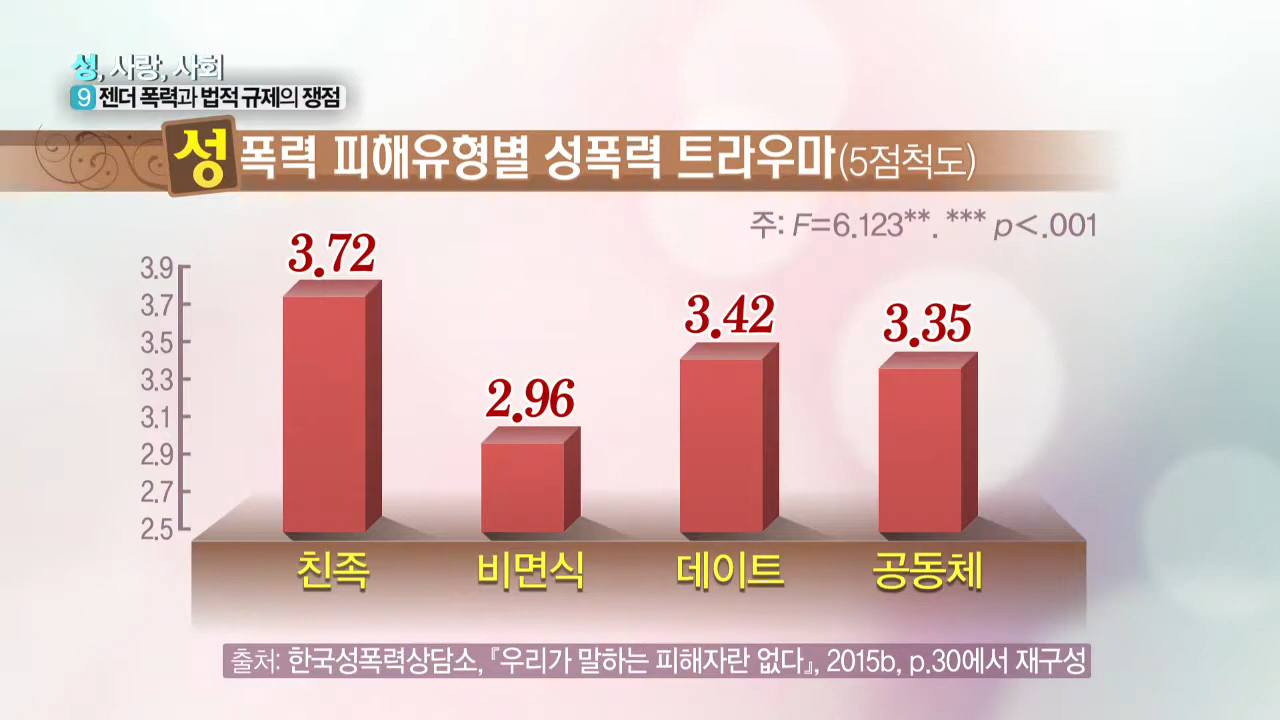 성, 사랑, 사회
9 젠더 폭력과 법적 규제의 쟁점
성폭력 피해유형별 성폭력 트라우마(5점척도)
주: F=6.123**. *** p<.001
3.9
3.7
3.5
3.3
3.1
2.9
2.7
2.5
3.72
2.96
3.42
3.35
친족
비면식
데이트
공동체
출처: 한국성폭력상담소, 『우리가 말하는 피해자란 없다』, 2015b, p.30에서 재구성